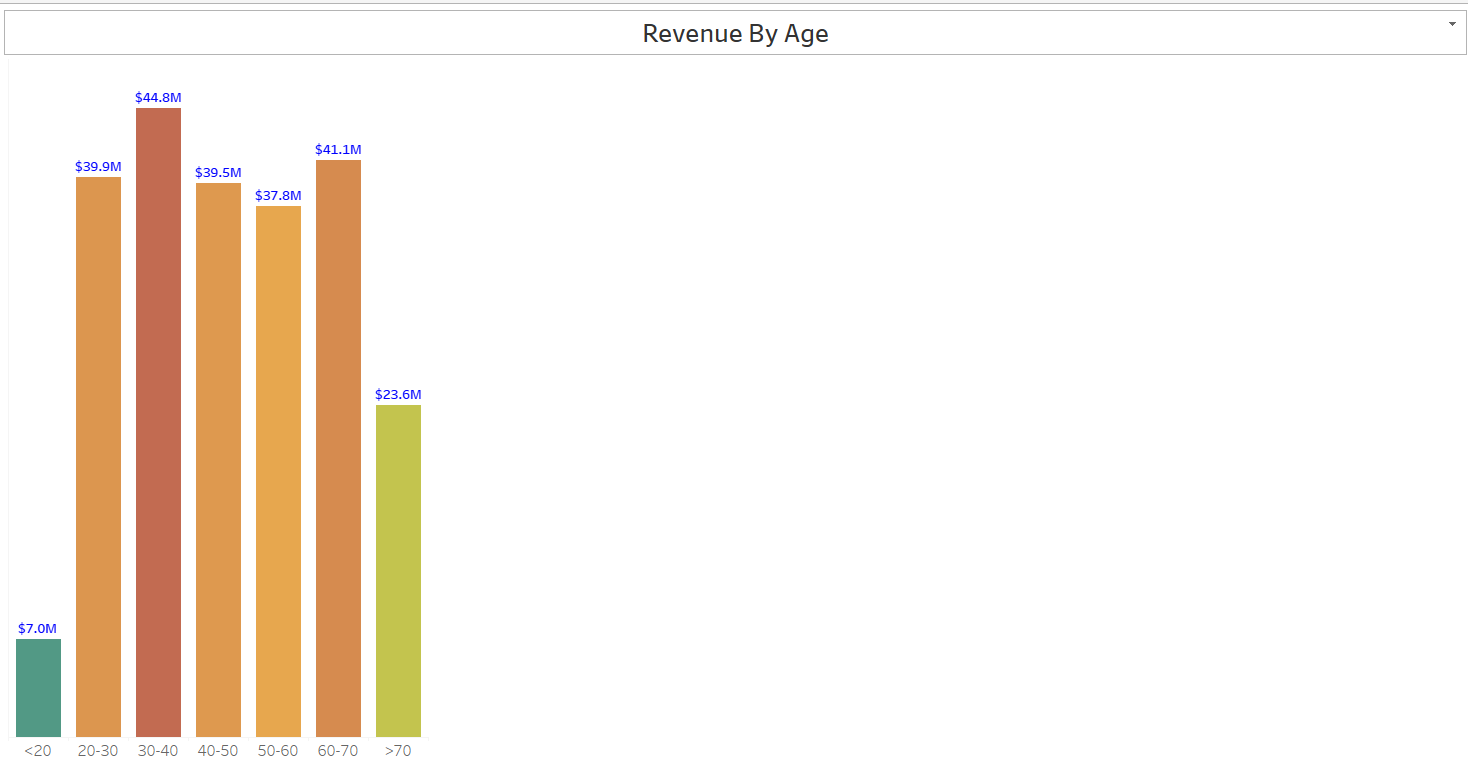 Revenue By Age
$44.8M
$41.1M
$39.9M
$39.5M
$37.8M
$23.6M
$7.0M
<20 20-30 30-40 40-50 50-60 60-70 >70